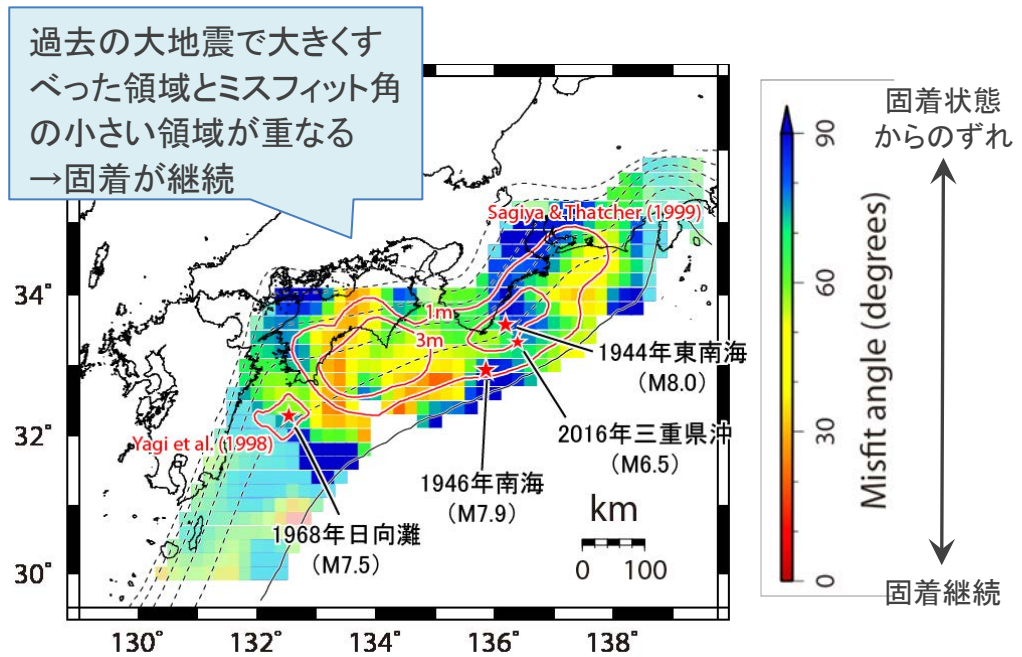 過去の大地震で大きくす
べった領域とミスフィット角
の小さい領域が重なる
→固着が継続
Sagiya & Thatcher (1999)
1m
3m
1944年東南海
(M8.0)
2016年三重県沖
(M6.5)
1946年南海
(M7.9)
Yagi et al. (1998)
1968年日向灘
(M7.5)
km
0 100
34°
32°
30°
130° 132° 134° 136° 138°
Misfit angle (degrees)
90
60
30
0
固着状態
からのずれ
固着継続